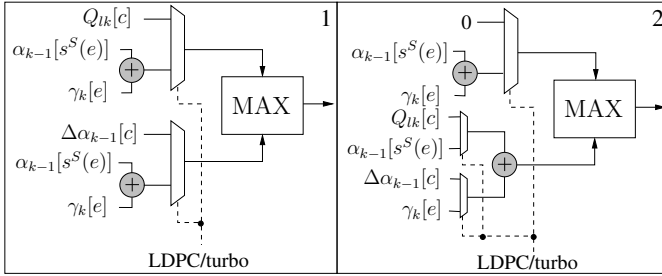 1
Q_{lk}[c]
α_{k−1}[s^S(e)]
+
γ_k[e]
MAX
Δα_{k−1}[c]
α_{k−1}[s^S(e)]
+
γ_k[e]
LDPC/turbo
2
0
α_{k−1}[s^S(e)]
+
γ_k[e]
MAX
Q_{lk}[c]
α_{k−1}[s^S(e)]
+
Δα_{k−1}[c]
γ_k[e]
LDPC/turbo